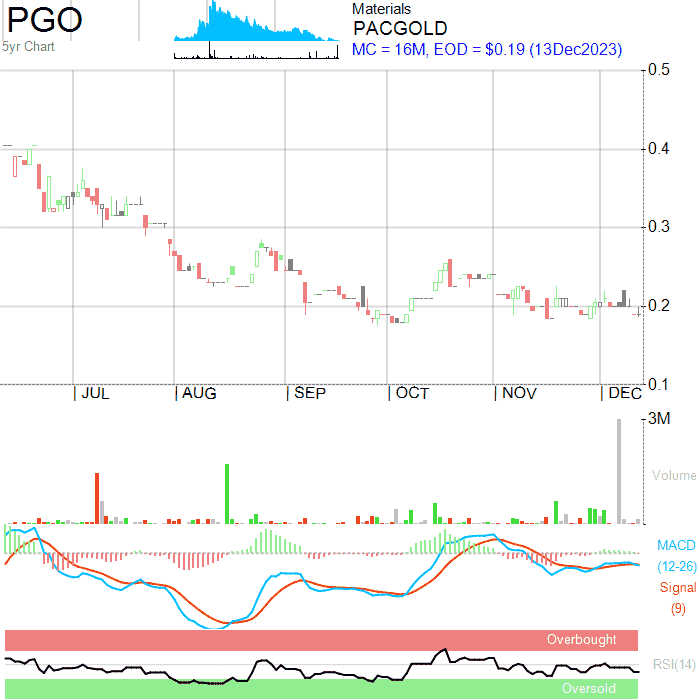 PGO
5yr Chart
Materials
PACGOLD
MC = 16M, EOD = $0.19 (13Dec2023)
0.5
0.4
0.3
0.2
0.1
JUL AUG SEP OCT NOV DEC
3M
Volume
MACD
(12-26)
Signal
(9)
Overbought
RSI(14)
Oversold